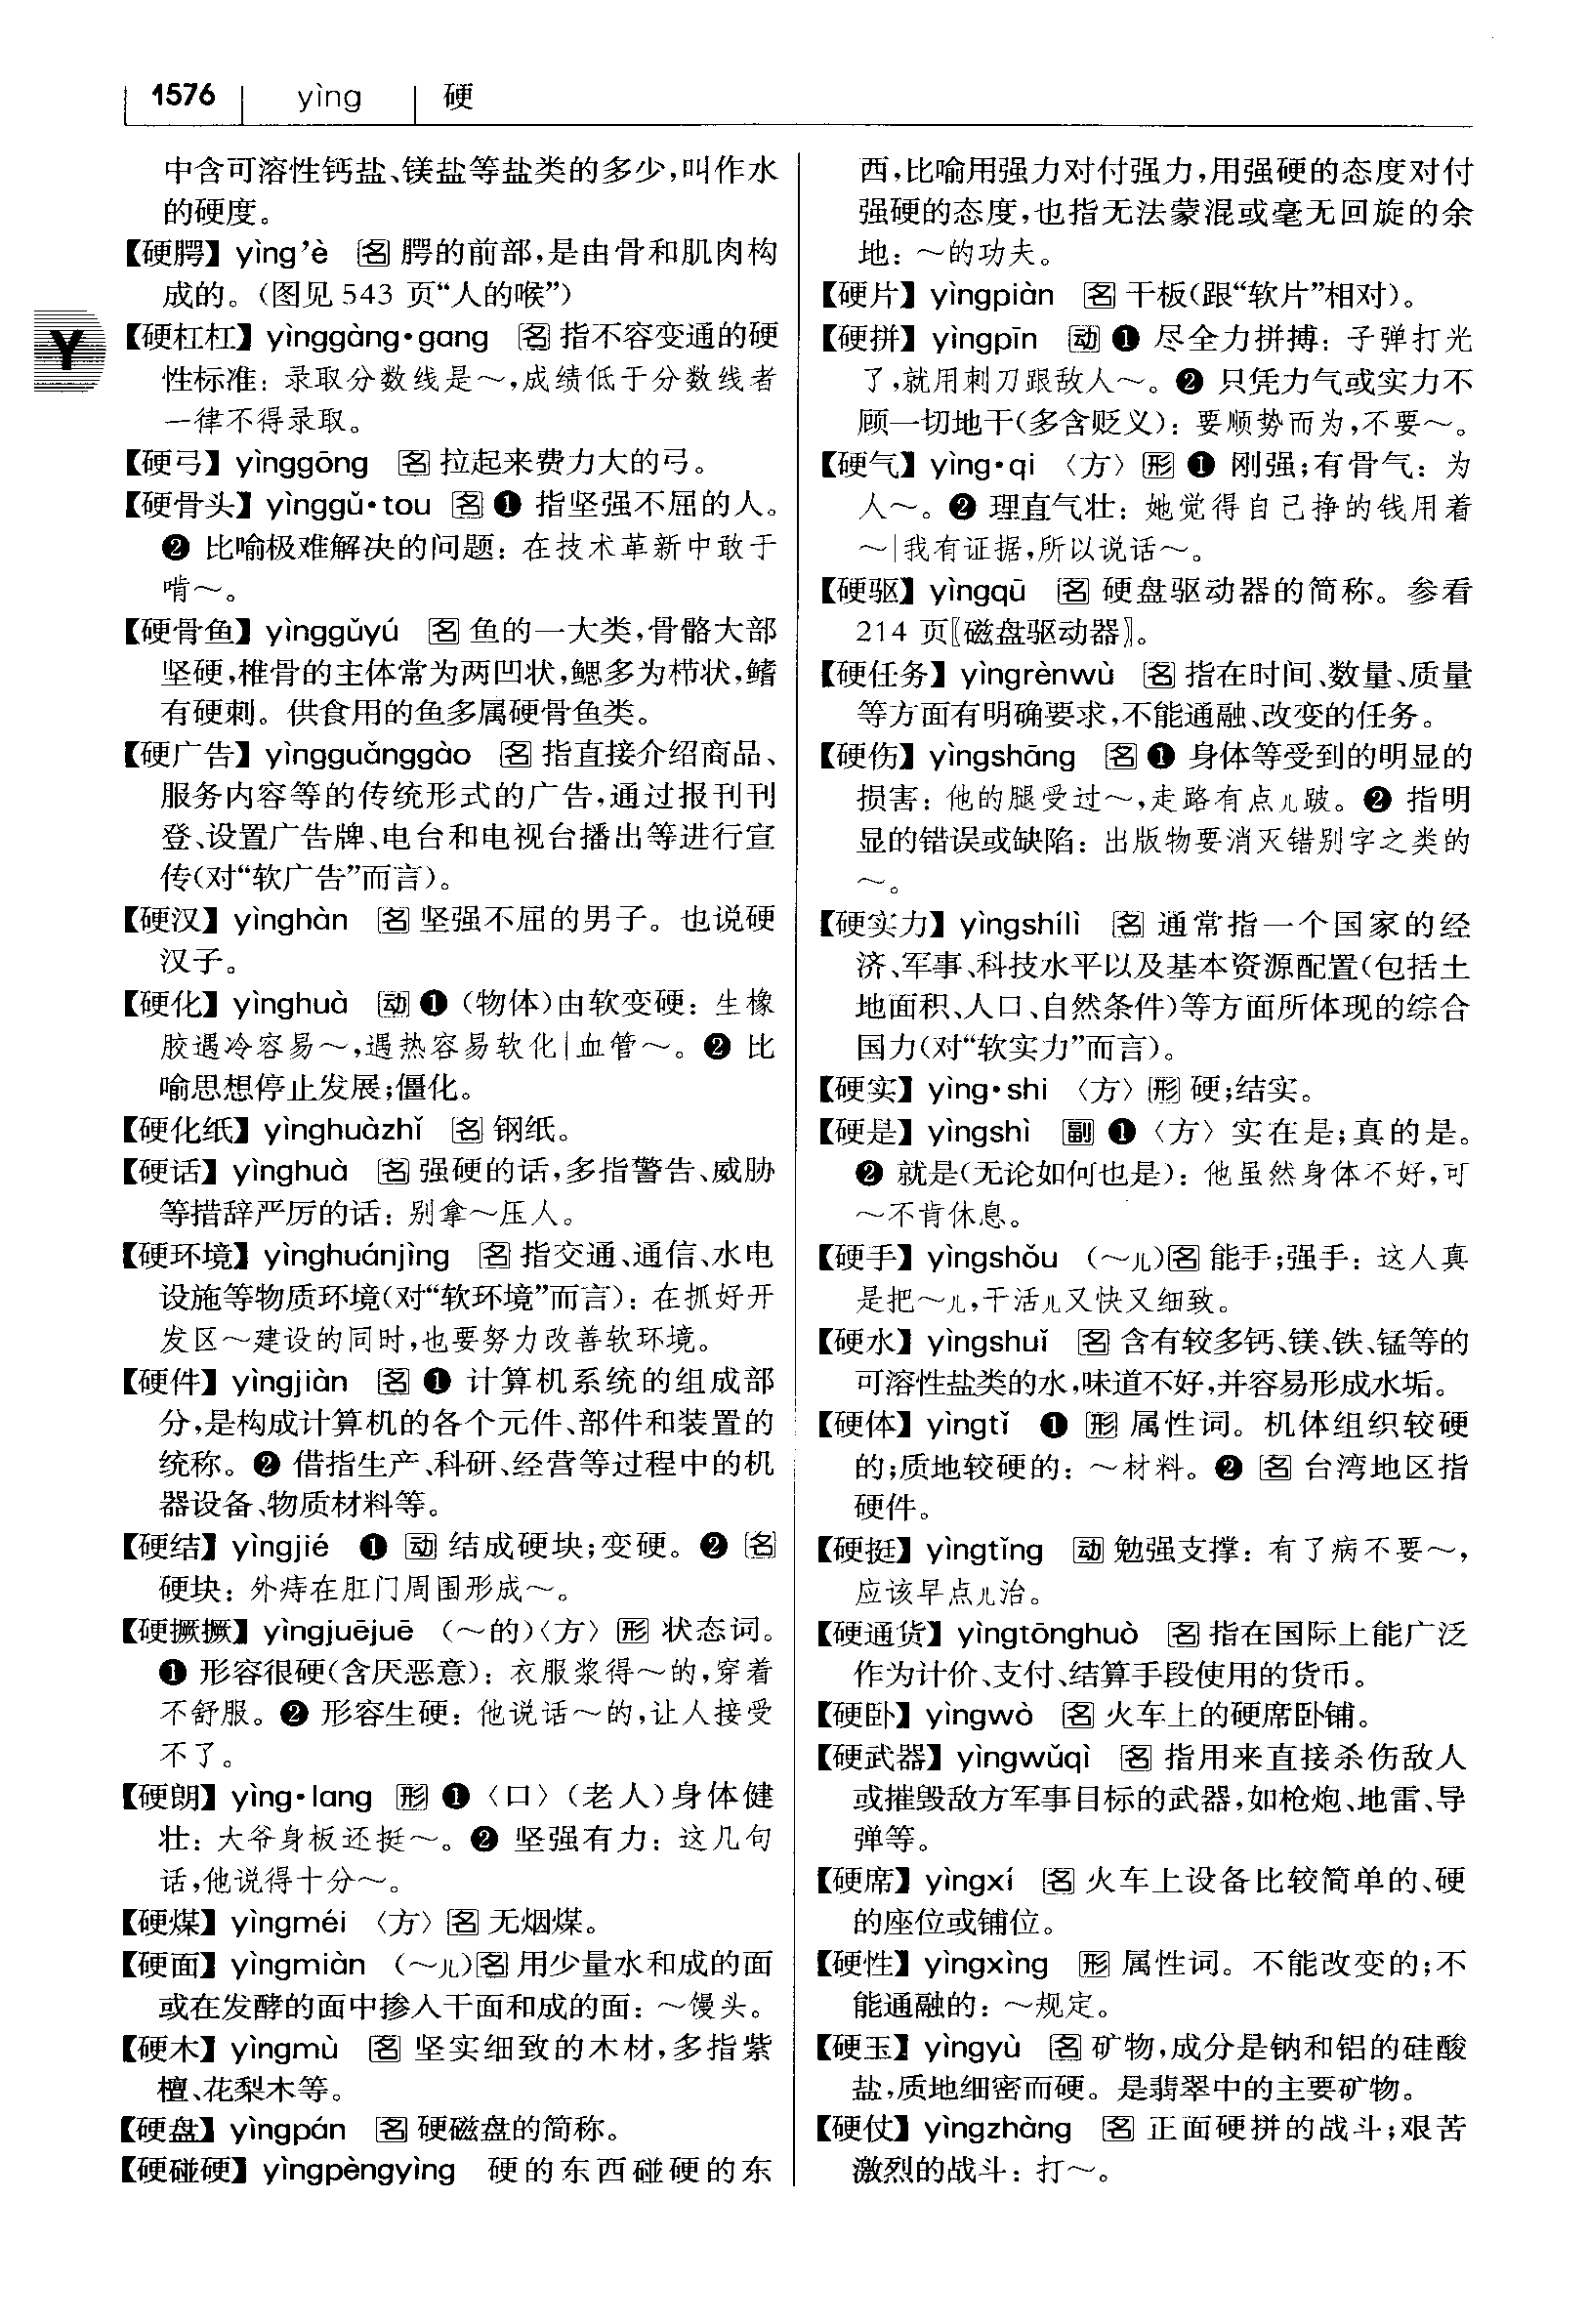 1576 yìng 硬
中含可溶性钙盐、镁盐等盐类的多少,叫作水
的硬度。
【硬腭】yìng’è 名 腭的前部,是由骨和肌肉构
成的。(图见 543 页“人的喉”)
Y
【硬杠杠】yìnggàng•gang 名 指不容变通的硬
性标准:录取分数线是～,成绩低于分数线者
一律不得录取。
【硬弓】yìnggōng 名 拉起来费力大的弓。
【硬骨头】yìnggǔ•tou 名 ❶ 指坚强不屈的人。
❷ 比喻极难解决的问题:在技术革新中敢于
啃～。
【硬骨鱼】yìnggǔyú 名 鱼的一大类,骨骼大部
坚硬,椎骨的主体常为两凹状,鳃多为栉状,鳍
有硬刺。供食用的鱼多属硬骨鱼类。
【硬广告】yìngguǎnggào 名 指直接介绍商品、
服务内容等的传统形式的广告,通过报刊刊
登、设置广告牌、电台和电视台播出等进行宣
传(对“软广告”而言)。
【硬汉】yìnghàn 名 坚强不屈的男子。也说硬
汉子。
【硬化】yìnghuà 动 ❶ (物体)由软变硬:生橡
胶遇冷容易～,遇热容易软化|血管～。❷ 比
喻思想停止发展;僵化。
【硬化纸】yìnghuàzhǐ 名 钢纸。
【硬话】yìnghuà 名 强硬的话,多指警告、威胁
等措辞严厉的话:别拿～压人。
【硬环境】yìnghuánjìng 名 指交通、通信、水电
设施等物质环境(对“软环境”而言):在抓好开
发区～建设的同时,也要努力改善软环境。
【硬件】yìngjiàn 名 ❶ 计算机系统的组成部
分,是构成计算机的各个元件、部件和装置的
统称。❷ 借指生产、科研、经营等过程中的机
器设备、物质材料等。
【硬结】yìngjié ❶ 动 结成硬块;变硬。❷ 名
硬块:外痔在肛门周围形成～。
【硬撅撅】yìngjuējuē (～的)〈方〉形 状态词。
❶ 形容很硬(含厌恶意):衣服浆得～的,穿着
不舒服。❷ 形容生硬:他说话～的,让人接受
不了。
【硬朗】yìng•lang 形 ❶〈口〉(老人)身体健
壮:大爷身板还挺～。❷ 坚强有力:这几句
话,他说得十分～。
【硬煤】yìngméi 〈方〉名 无烟煤。
【硬面】yìngmiàn (～儿)名 用少量水和成的面
或在发酵的面中掺入干面和成的面:～馒头。
【硬木】yìngmù 名 坚实细致的木材,多指紫
檀、花梨木等。
【硬盘】yìngpán 名 硬磁盘的简称。
【硬碰硬】yìngpèngyìng 硬的东西碰硬的东
西,比喻用强力对付强力,用强硬的态度对付
强硬的态度,也指无法蒙混或毫无回旋的余
地:～的功夫。
【硬片】yìngpiàn 名 干板(跟“软片”相对)。
【硬拼】yìngpīn 动 ❶ 尽全力拼搏:子弹打光
了,就用刺刀跟敌人～。❷ 只凭力气或实力不
顾一切地干(多含贬义):要顺势而为,不要～。
【硬气】yìng•qi 〈方〉形 ❶ 刚强;有骨气:为
人～。❷ 理直气壮:她觉得自己挣的钱用着
～|我有证据,所以说话～。
【硬驱】yìngqū 名 硬盘驱动器的简称。参看
214 页〖磁盘驱动器〗。
【硬任务】yìngrènwù 名 指在时间、数量、质量
等方面有明确要求,不能通融、改变的任务。
【硬伤】yìngshāng 名 ❶ 身体等受到的明显的
损害:他的腿受过～,走路有点儿跛。❷ 指明
显的错误或缺陷:出版物要消灭错别字之类的
～。
【硬实力】yìngshílì 名 通常指一个国家的经
济、军事、科技水平以及基本资源配置(包括土
地面积、人口、自然条件)等方面所体现的综合
国力(对“软实力”而言)。
【硬实】yìng•shi 〈方〉形 硬;结实。
【硬是】yìngshì 副 ❶〈方〉实在是;真的是。
❷ 就是(无论如何也是):他虽然身体不好,可
～不肯休息。
【硬手】yìngshǒu (～儿)名 能手;强手:这人真
是把～儿,干活儿又快又细致。
【硬水】yìngshuǐ 名 含有较多钙、镁、铁、锰等的
可溶性盐类的水,味道不好,并容易形成水垢。
【硬体】yìngtǐ ❶ 形 属性词。机体组织较硬
的;质地较硬的:～材料。❷ 名 台湾地区指
硬件。
【硬挺】yìngtǐng 动 勉强支撑:有了病不要～,
应该早点儿治。
【硬通货】yìngtōnghuò 名 指在国际上能广泛
作为计价、支付、结算手段使用的货币。
【硬卧】yìngwò 名 火车上的硬席卧铺。
【硬武器】yìngwǔqì 名 指用来直接杀伤敌人
或摧毁敌方军事目标的武器,如枪炮、地雷、导
弹等。
【硬席】yìngxí 名 火车上设备比较简单的、硬
的座位或铺位。
【硬性】yìngxìng 形 属性词。不能改变的;不
能通融的:～规定。
【硬玉】yìngyù 名 矿物,成分是钠和铝的硅酸
盐,质地细密而硬。是翡翠中的主要矿物。
【硬仗】yìngzhàng 名 正面硬拼的战斗;艰苦
激烈的战斗:打～。